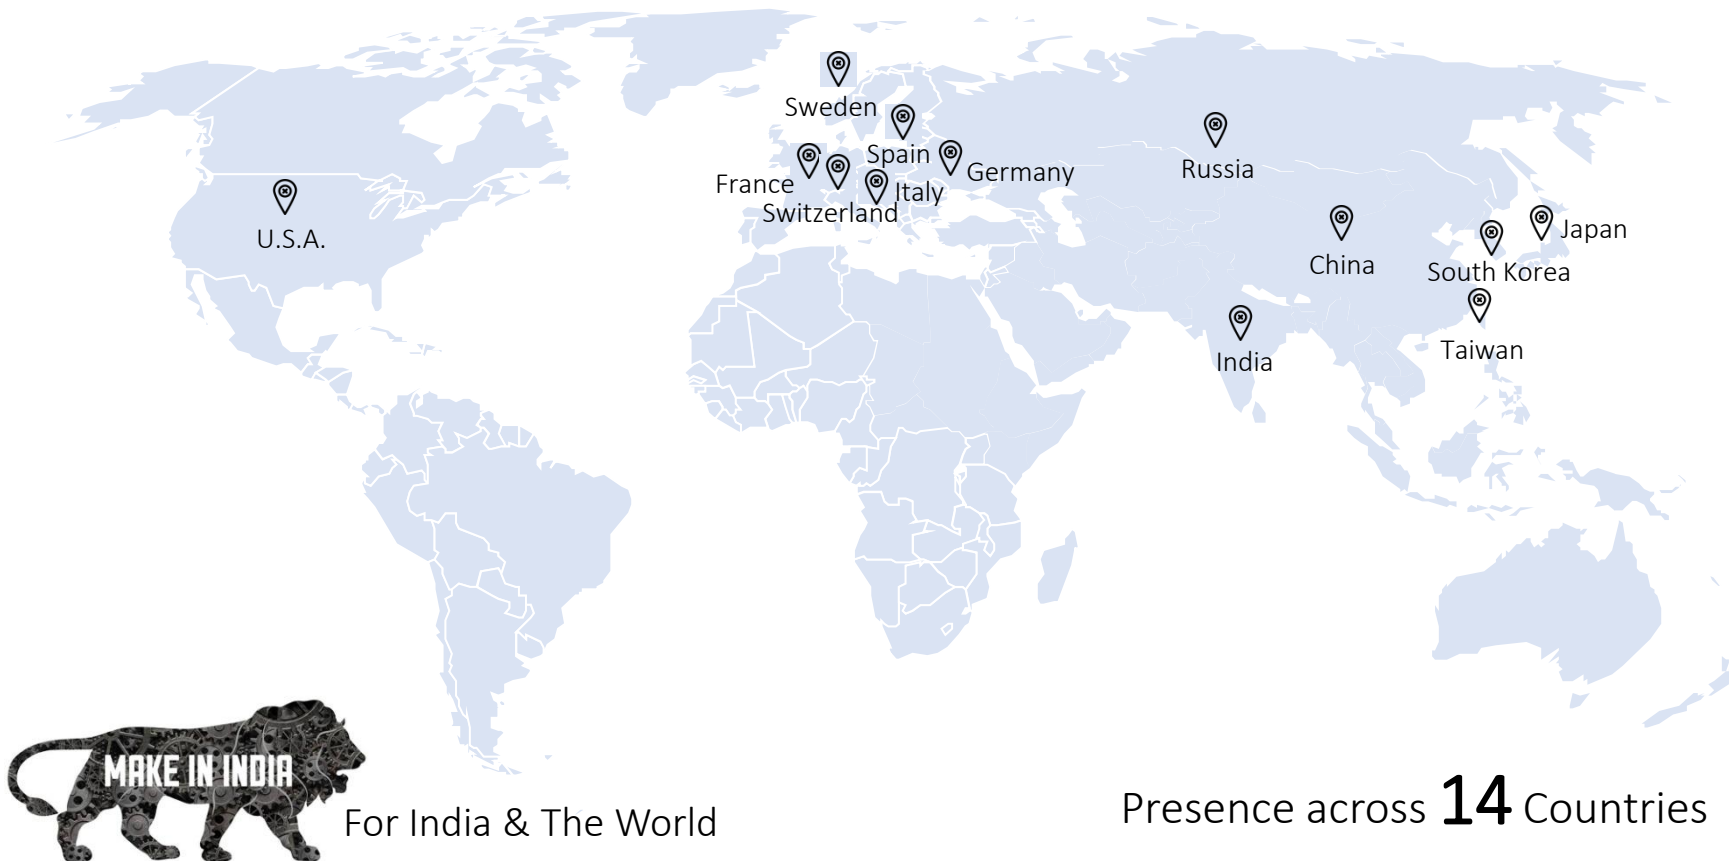 Sweden
Spain
Germany
France
Italy
Switzerland
Russia
U.S.A.
China
Japan
South Korea
India
Taiwan
MAKE IN INDIA
For India & The World
Presence across 14 Countries